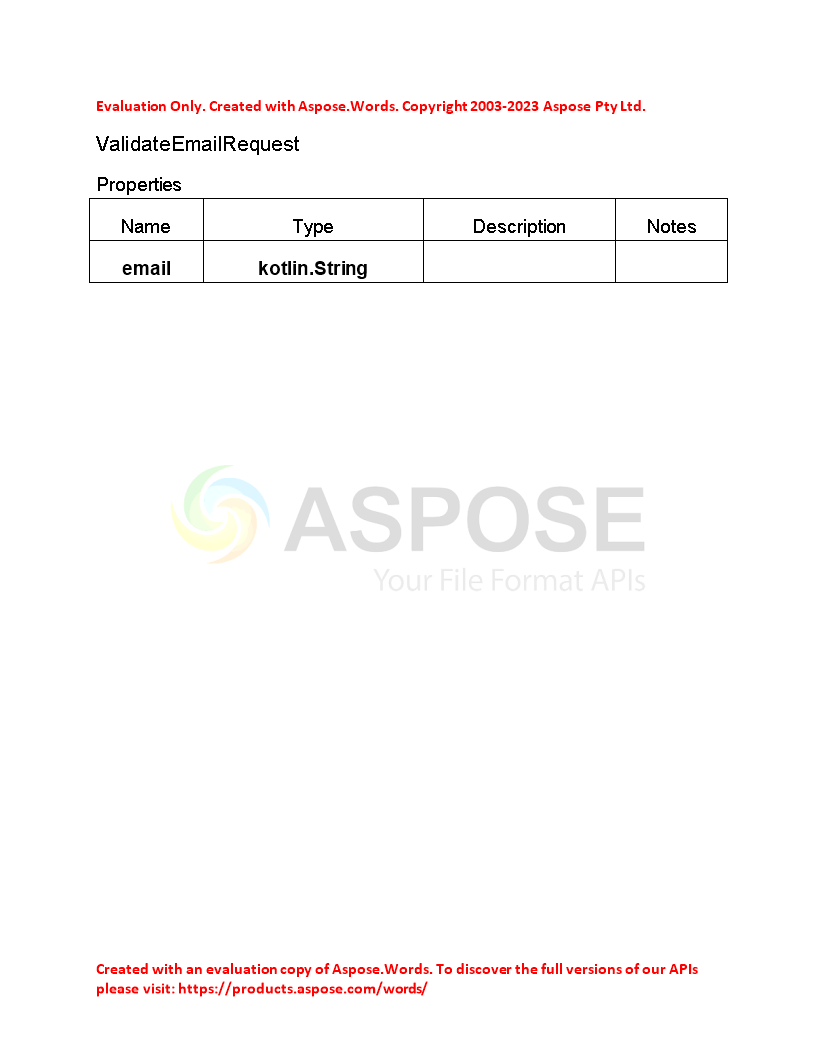 Evaluation Only. Created with Aspose.Words. Copyright 2003-2023 Aspose Pty Ltd.
ValidateEmailRequest
Properties
Name Type Description Notes
email kotlin.String
ASPOSE
Your File Format APIs
Created with an evaluation copy of Aspose.Words. To discover the full versions of our APIs
please visit: https://products.aspose.com/words/